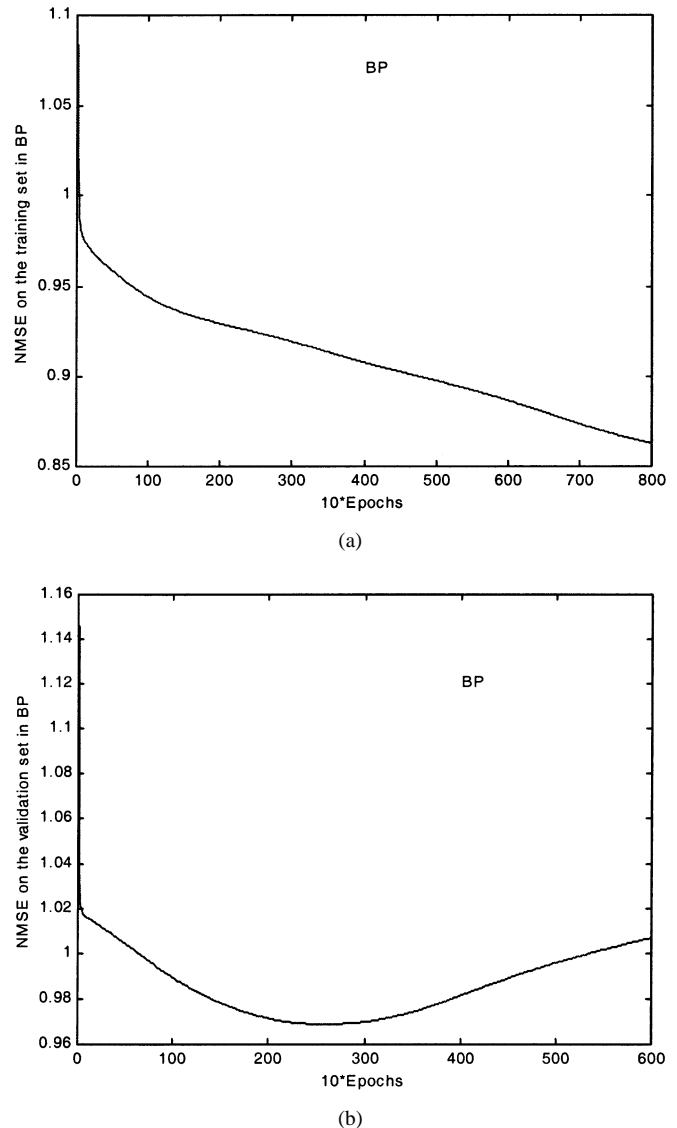 1.1
BP
1.05
1
0.95
0.9
0.85
0 100 200 300 400 500 600 700 800
NMSE on the training set in BP
10*Epochs
(a)
1.16
1.14
BP
1.12
1.1
1.08
1.06
1.04
1.02
1
0.98
0.96
0 100 200 300 400 500 600
NMSE on the validation set in BP
10*Epochs
(b)